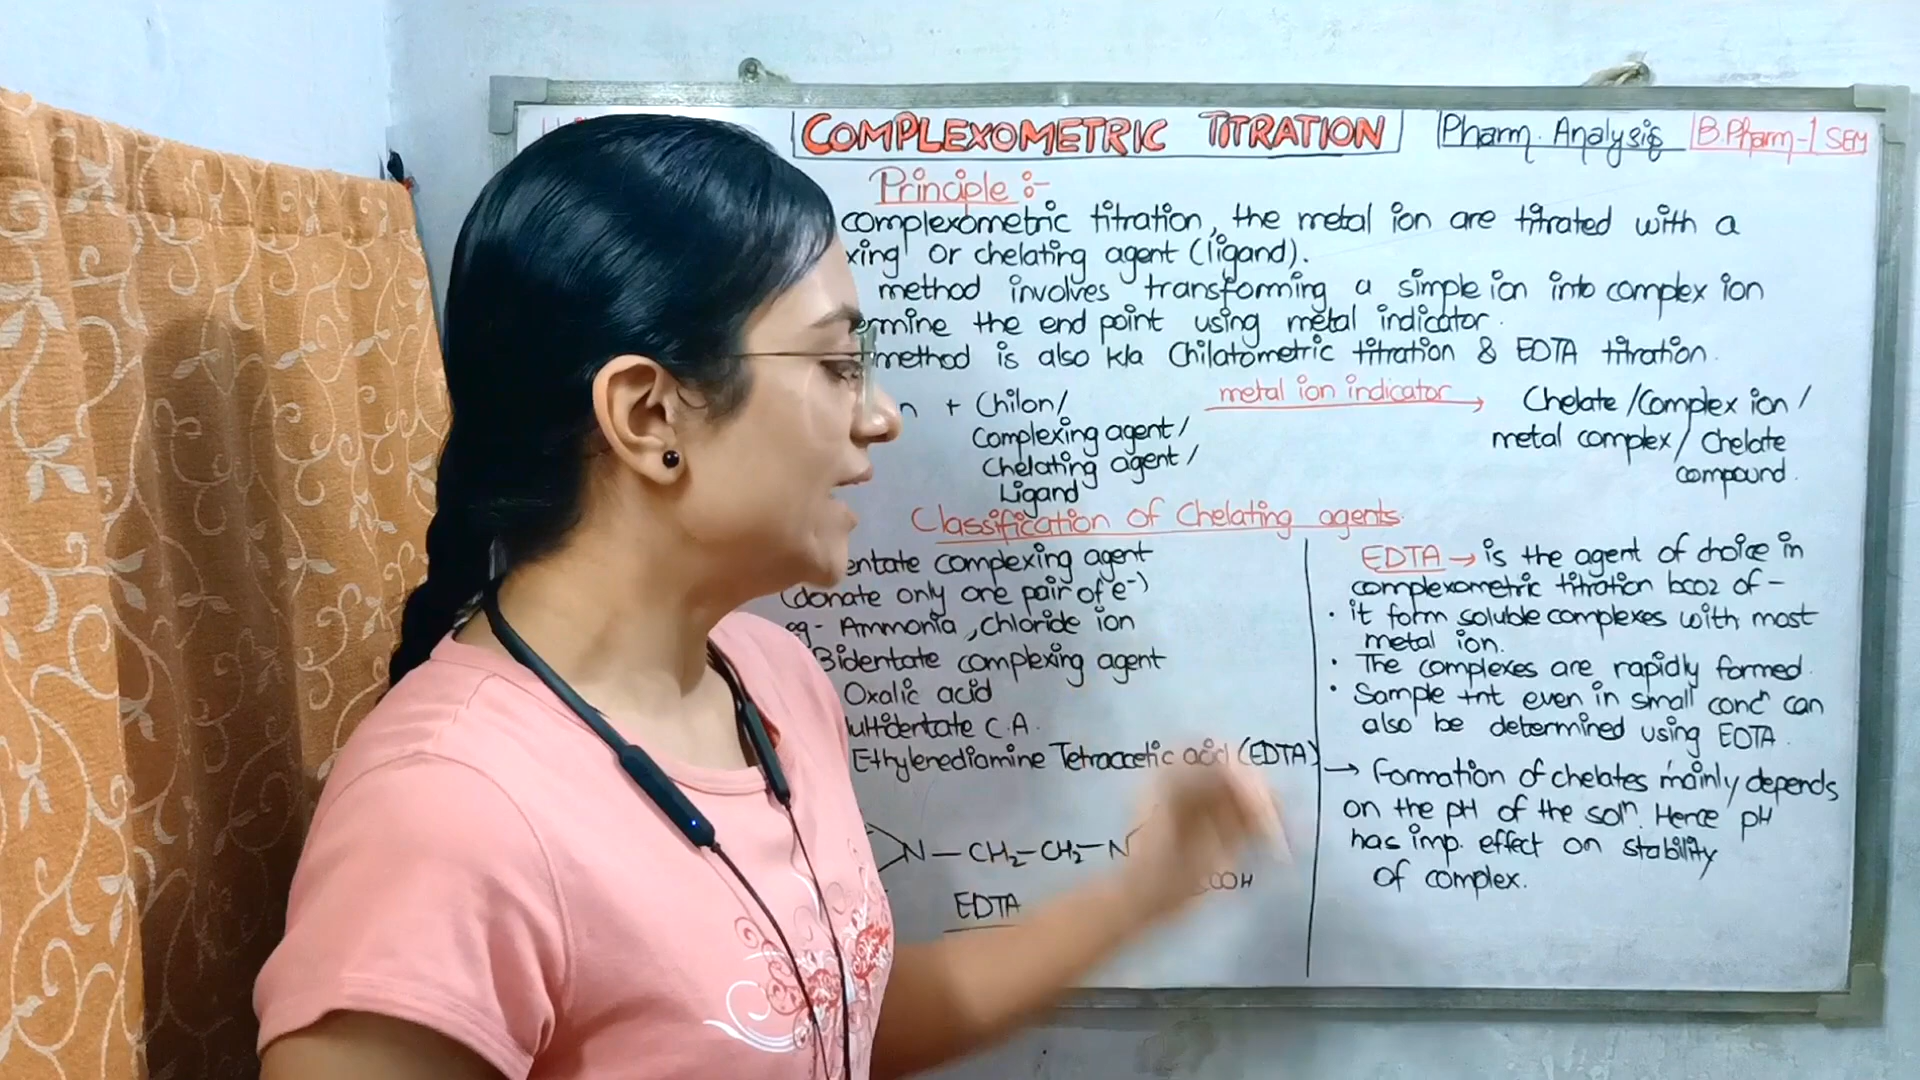 COMPLEXOMETRIC TITRATION
Pharm. Analysis
B.Pharm-1 SEM
Principle :-
complexometric titration, the metal ion are titrated with a
xing or chelating agent (ligand).
method involves transforming a simple ion into complex ion
ermine the end point using metal indicator.
method is also k/a Chilatometric titration & EDTA titration.
n + Chilon/
Complexing agent/
Chelating agent/
Ligand
metal ion indicator
Chelate/Complex ion/
metal complex/Chelate
compound.
Classification of Chelating agents.
entate complexing agent
(donate only one pair of e⁻)
eg- Ammonia, Chloride ion
Bidentate complexing agent
Oxalic acid
ultidentate C.A.
Ethylenediamine Tetraacetic acid (EDTA)
N — CH₂ — CH₂ — N
COOH
EDTA
EDTA → is the agent of choice in
complexometric titration bcoz of -
• it form soluble complexes with most
metal ion.
• The complexes are rapidly formed.
• Sample tnt even in small concⁿ can
also be determined using EDTA.
→ Formation of chelates mainly depends
on the pH of the solⁿ. Hence pH
has imp. effect on stability
of complex.